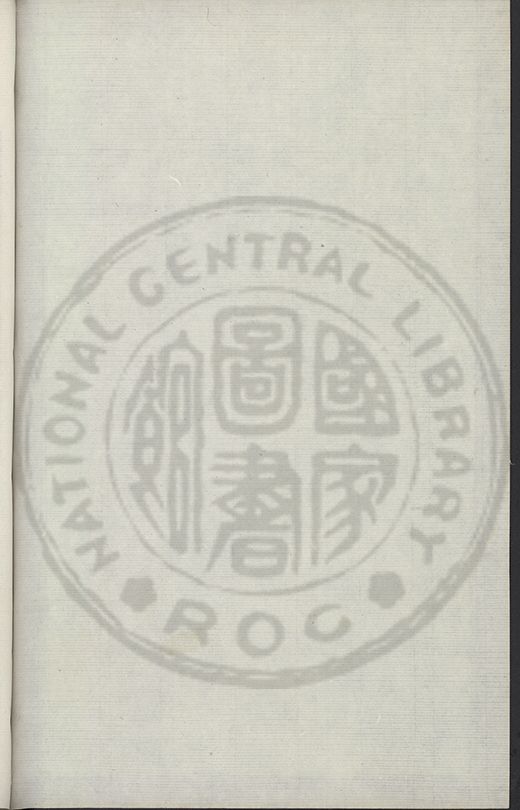 NATIONAL CENTRAL LIBRARY
ROC
國家
圖書
館